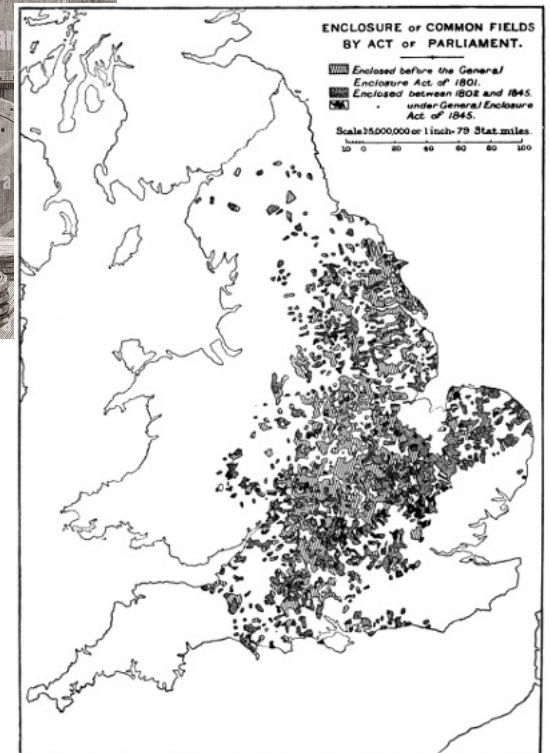 ENCLOSURE OF COMMON FIELDS
BY ACT OF PARLIAMENT.
Enclosed before the General
Enclosure Act of 1801.
Enclosed between 1802 and 1845.
" under General Enclosure
Act of 1845.
Scale 1:5,000,000 or 1 inch = 79 Stat. miles.
10 0 20 40 60 80 100